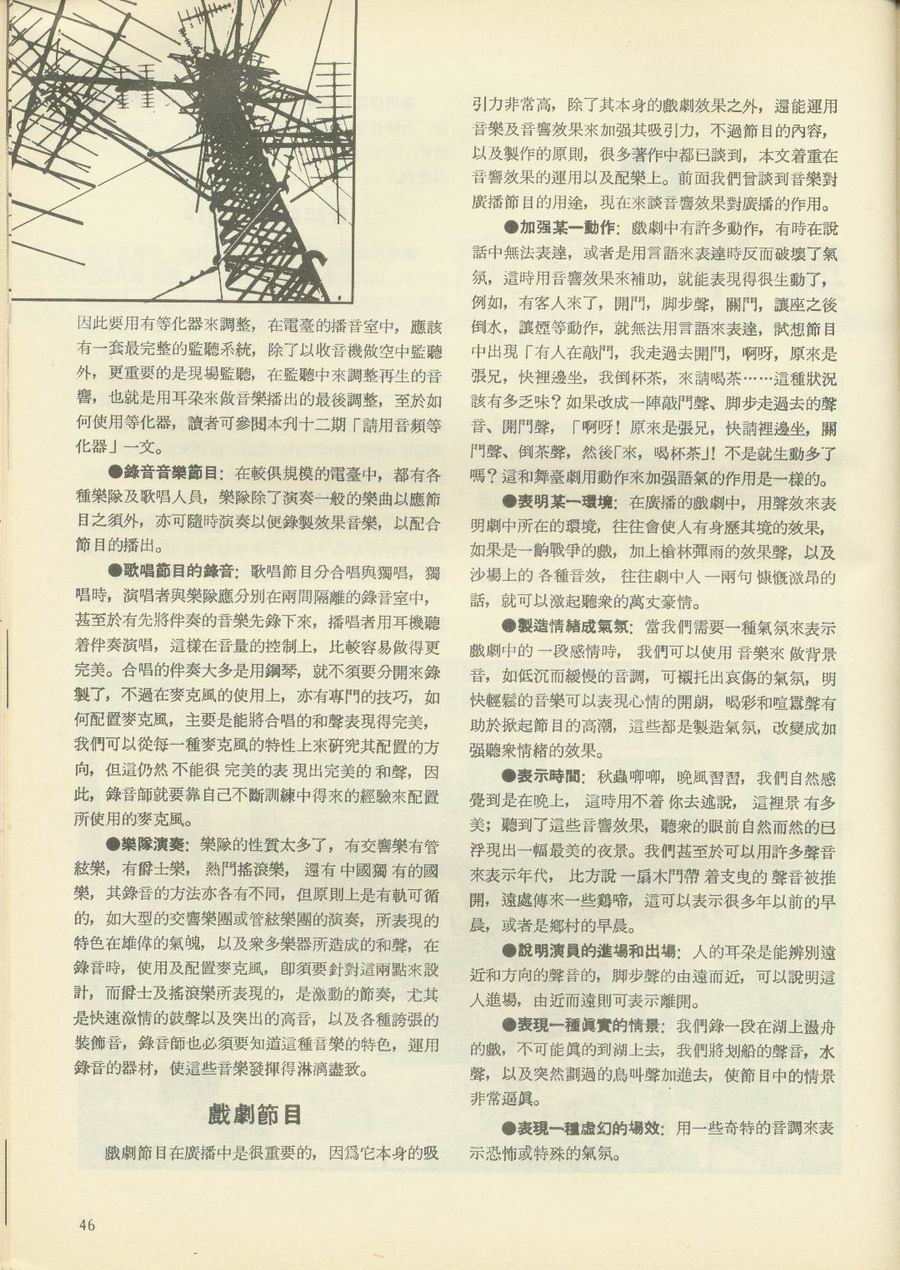 因此要用有等化器來調整，在電臺的播音室中，應該
有一套最完整的監聽系統，除了以收音機做空中監聽
外，更重要的是現場監聽，在監聽中來調整再生的音
響，也就是用耳朶來做音樂播出的最後調整，至於如
何使用等化器，讀者可參閱本刋十二期「請用音頻等
化器」一文。
●錄音音樂節目：在較俱規模的電臺中，都有各
種樂隊及歌唱人員，樂隊除了演奏一般的樂曲以應節
目之須外，亦可隨時演奏以便錄製效果音樂，以配合
節目的播出。
●歌唱節目的錄音：歌唱節目分合唱與獨唱，獨
唱時，演唱者與樂隊應分別在兩間隔離的錄音室中，
甚至於有先將伴奏的音樂先錄下來，播唱者用耳機聽
着伴奏演唱，這樣在音量的控制上，比較容易做得更
完美。合唱的伴奏大多是用鋼琴，就不須要分開來錄
製了，不過在麥克風的使用上，亦有專門的技巧，如
何配置麥克風，主要是能將合唱的和聲表現得完美，
我們可以從每一種麥克風的特性上來研究其配置的方
向，但這仍然不能很完美的表現出完美的和聲，因
此，錄音師就要靠自己不斷訓練中得來的經驗來配置
所使用的麥克風。
●樂隊演奏：樂隊的性質太多了，有交響樂有管
絃樂，有爵士樂，熱門搖滾樂，還有中國獨有的國
樂，其錄音的方法亦各有不同，但原則上是有軌可循
的，如大型的交響樂團或管絃樂團的演奏，所表現的
特色在雄偉的氣魄，以及衆多樂器所造成的和聲，在
錄音時，使用及配置麥克風，卽須要針對這兩點來設
計，而爵士及搖滾樂所表現的，是激動的節奏，尤其
是快速激情的鼓聲以及突出的高音，以及各種誇張的
裝飾音，錄音師也必須要知道這種音樂的特色，運用
錄音的器材，使這些音樂發揮得淋漓盡致。
戲劇節目
戲劇節目在廣播中是很重要的，因爲它本身的吸
引力非常高，除了其本身的戲劇效果之外，還能運用
音樂及音響效果來加强其吸引力，不過節目的內容，
以及製作的原則，很多著作中都已談到，本文着重在
音響效果的運用以及配樂上。前面我們曾談到音樂對
廣播節目的用途，現在來談音響效果對廣播的作用。
●加强某一動作：戲劇中有許多動作，有時在說
話中無法表達，或者是用言語來表達時反而破壞了氣
氛，這時用音響效果來補助，就能表現得很生動了，
例如，有客人來了，開門，脚步聲，關門，讓座之後
倒水，讓煙等動作，就無法用言語來表達，試想節目
中出現「有人在敲門，我走過去開門，啊呀，原來是
張兄，快裡邊坐，我倒杯茶，來請喝茶……這種狀況
該有多乏味？如果改成一陣敲門聲、脚步走過去的聲
音、開門聲，「啊呀！原來是張兄，快請裡邊坐，關
門聲、倒茶聲，然後「來，喝杯茶」！不是就生動多了
嗎？這和舞臺劇用動作來加强語氣的作用是一樣的。
●表明某一環境：在廣播的戲劇中，用聲效來表
明劇中所在的環境，往往會使人有身歷其境的效果，
如果是一齣戰爭的戲，加上槍林彈雨的效果聲，以及
沙場上的各種音效，往往劇中人一兩句慷慨激昂的
話，就可以激起聽衆的萬丈豪情。
●製造情緒成氣氛：當我們需要一種氣氛來表示
戲劇中的一段感情時，我們可以使用音樂來做背景
音，如低沉而緩慢的音調，可襯托出哀傷的氣氛，明
快輕鬆的音樂可以表現心情的開朗，喝彩和喧囂聲有
助於掀起節目的高潮，這些都是製造氣氛，改變成加
强聽衆情緒的效果。
●表示時間：秋蟲唧唧，晚風習習，我們自然感
覺到是在晚上，這時用不着你去述說，這裡景有多
美；聽到了這些音響效果，聽衆的眼前自然而然的已
浮現出一幅最美的夜景。我們甚至於可以用許多聲音
來表示年代，比方說一扇木門帶着支曳的聲音被推
開，遠處傳來一些鷄啼，這可以表示很多年以前的早
晨，或者是鄉村的早晨。
●說明演員的進場和出場：人的耳朶是能辨別遠
近和方向的聲音的，脚步聲的由遠而近，可以說明這
人進場，由近而遠則可表示離開。
●表現一種眞實的情景：我們錄一段在湖上盪舟
的戲，不可能眞的到湖上去，我們將划船的聲音，水
聲，以及突然劃過的鳥叫聲加進去，使節目中的情景
非常逼眞。
●表現一種虛幻的場效：用一些奇特的音調來表
示恐怖或特殊的氣氛。
46